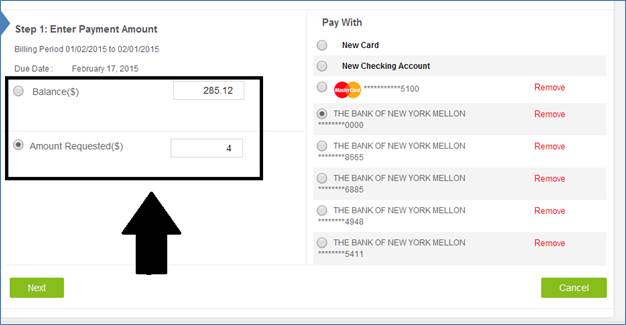 Step 1: Enter Payment Amount
Billing Period 01/02/2015 to 02/01/2015
Due Date : February 17, 2015
Balance($) 285.12
Amount Requested($) 4
Next
Pay With
New Card
New Checking Account
MasterCard ***********5100 Remove
THE BANK OF NEW YORK MELLON Remove
********0000
THE BANK OF NEW YORK MELLON Remove
********8665
THE BANK OF NEW YORK MELLON Remove
********6885
THE BANK OF NEW YORK MELLON Remove
********4948
THE BANK OF NEW YORK MELLON Remove
********5411
Cancel